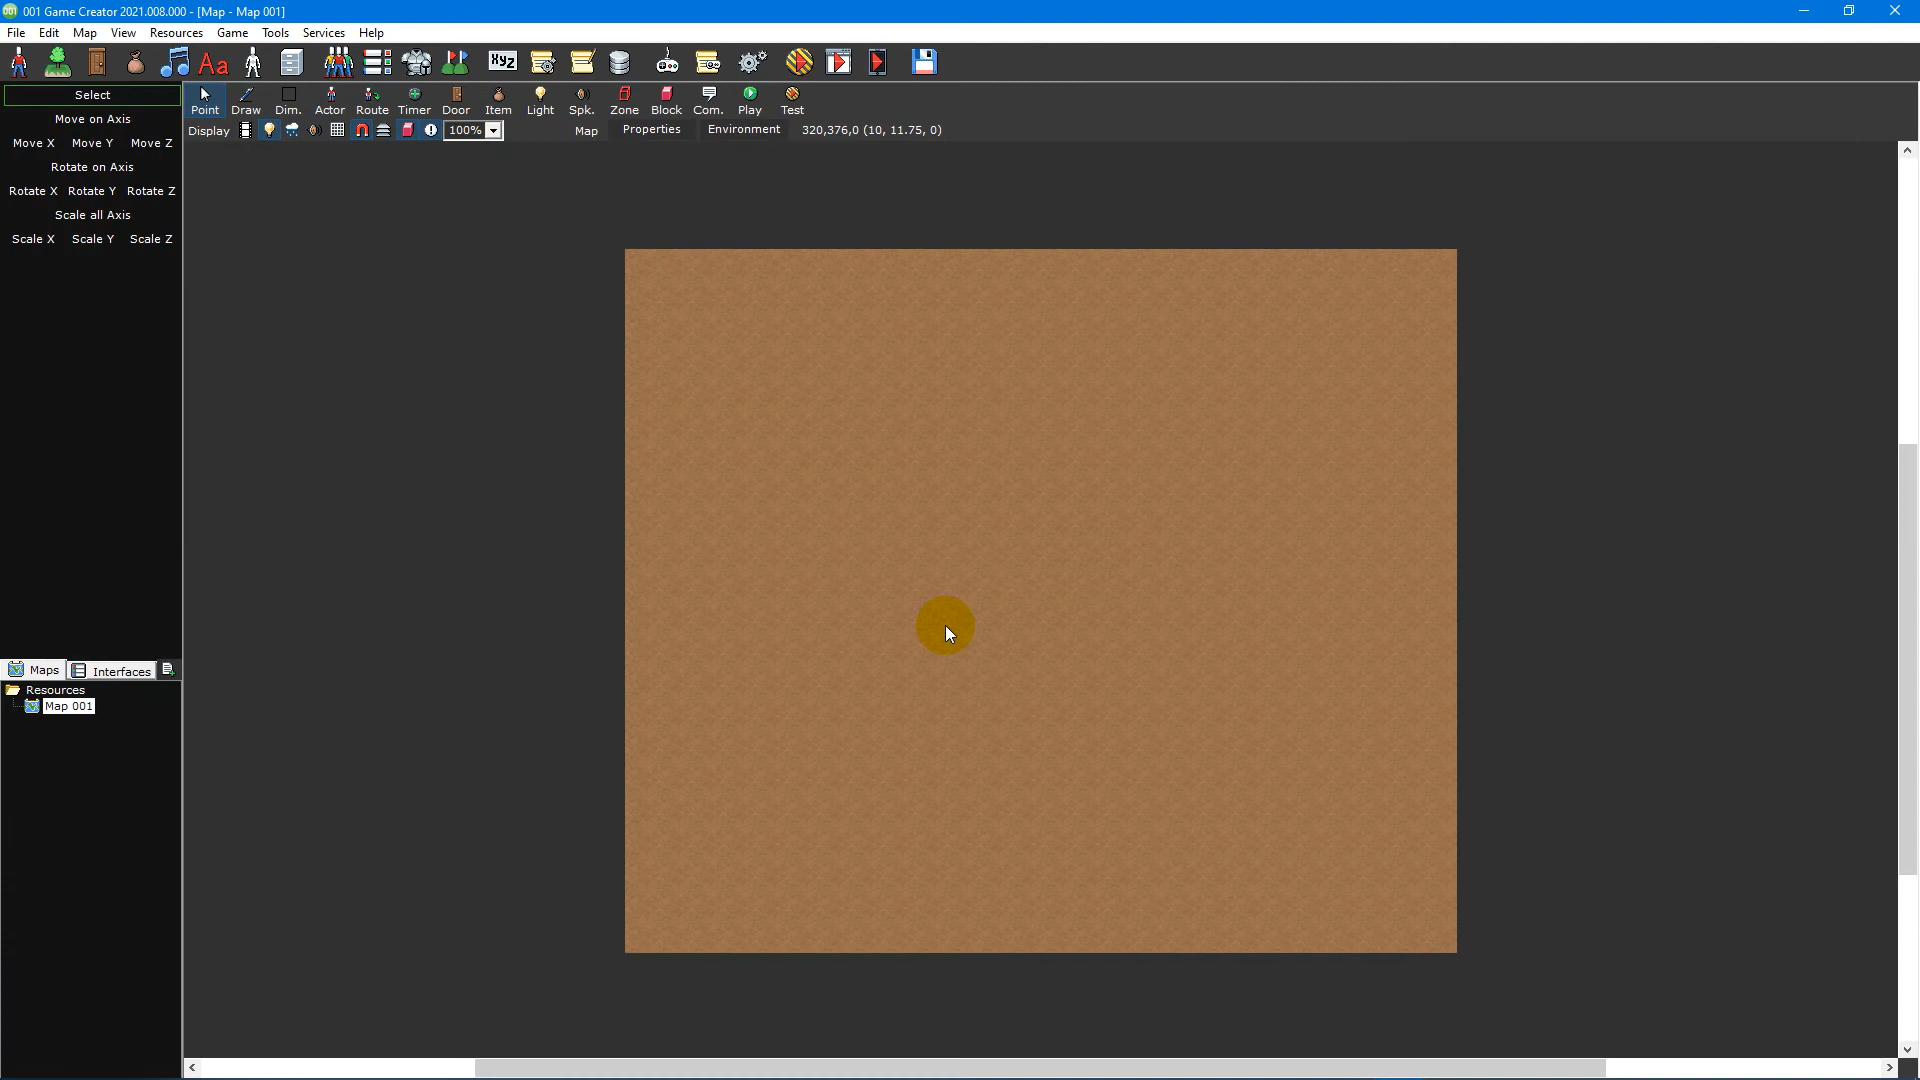 001 Game Creator 2021.008.000 - [Map - Map 001]
File Edit Map View Resources Game Tools Services Help
Aa Xyz
Select
Move on Axis
Move X Move Y Move Z
Rotate on Axis
Rotate X Rotate Y Rotate Z
Scale all Axis
Scale X Scale Y Scale Z
Point Draw Dim. Actor Route Timer Door Item Light Spk. Zone Block Com. Play Test
Display 100% Map Properties Environment 320,376,0 (10, 11.75, 0)
Maps Interfaces
Resources
Map 001